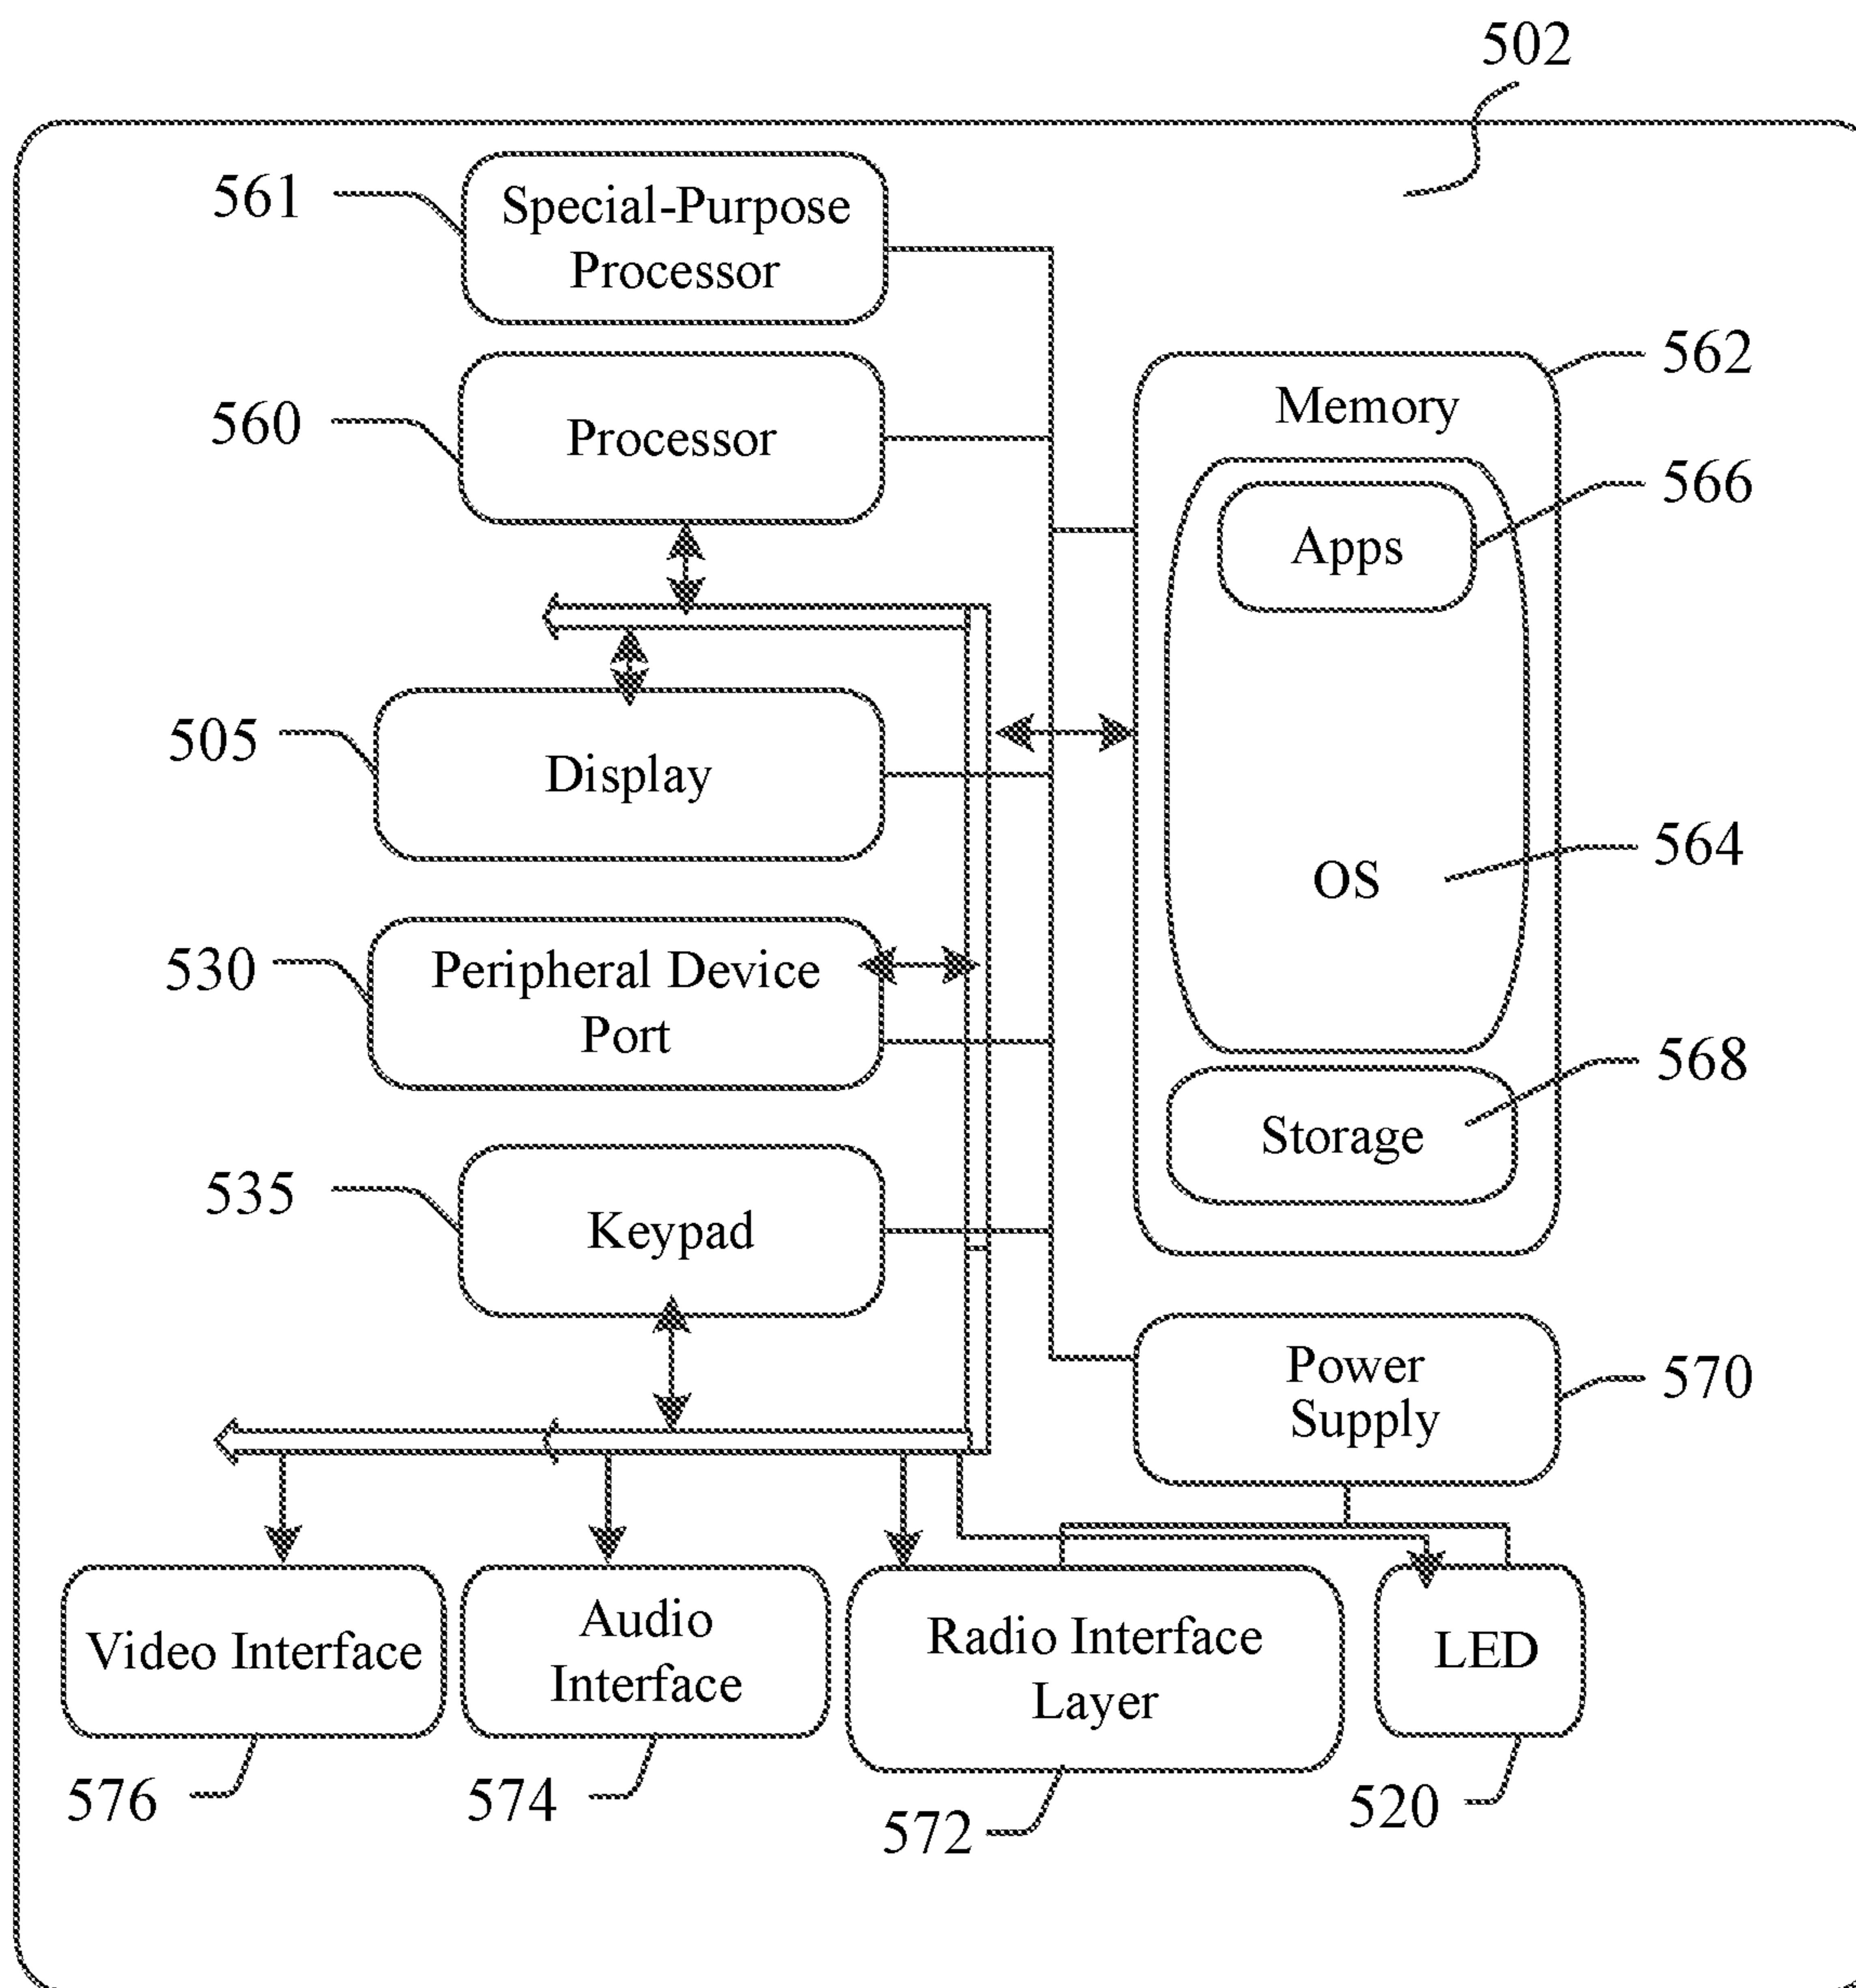 502
561
Special-Purpose
Processor
562
Memory
560
Processor
566
Apps
505
Display
564
OS
530
Peripheral Device
Port
568
Storage
535
Keypad
570
Power
Supply
Video Interface
Audio
Interface
Radio Interface
Layer
LED
576
574
572
520